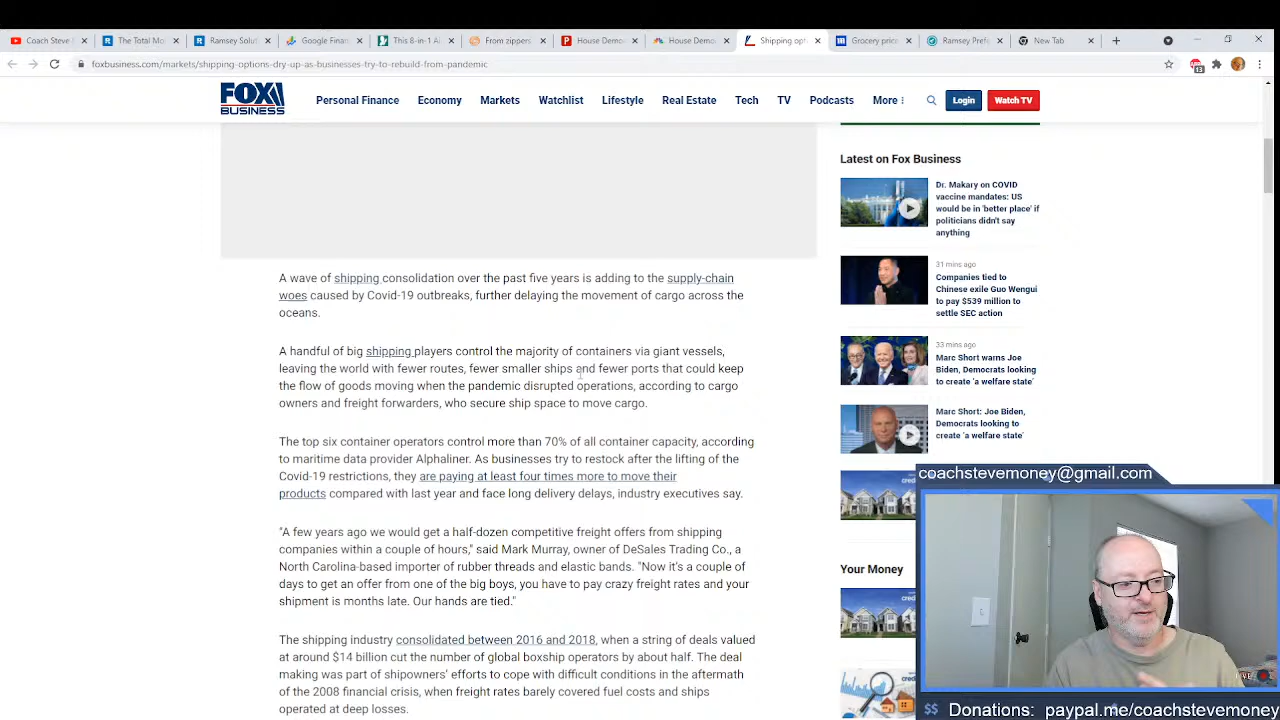 Coach Steve
The Total Mo
Ramsey Solut
Google Finan
This 8-in-1 Ai
From zippers
House Demo
House Demo
Shipping opt
Grocery price
Ramsey Prefe
New Tab
foxbusiness.com/markets/shipping-options-dry-up-as-businesses-try-to-rebuild-from-pandemic
13
FOX
BUSINESS
Personal Finance
Economy
Markets
Watchlist
Lifestyle
Real Estate
Tech
TV
Podcasts
More
Login
Watch TV
A wave of shipping consolidation over the past five years is adding to the supply-chain
woes caused by Covid-19 outbreaks, further delaying the movement of cargo across the
oceans.
A handful of big shipping players control the majority of containers via giant vessels,
leaving the world with fewer routes, fewer smaller ships and fewer ports that could keep
the flow of goods moving when the pandemic disrupted operations, according to cargo
owners and freight forwarders, who secure ship space to move cargo.
The top six container operators control more than 70% of all container capacity, according
to maritime data provider Alphaliner. As businesses try to restock after the lifting of the
Covid-19 restrictions, they are paying at least four times more to move their
products compared with last year and face long delivery delays, industry executives say.
"A few years ago we would get a half-dozen competitive freight offers from shipping
companies within a couple of hours," said Mark Murray, owner of DeSales Trading Co., a
North Carolina-based importer of rubber threads and elastic bands. "Now it's a couple of
days to get an offer from one of the big boys, you have to pay crazy freight rates and your
shipment is months late. Our hands are tied."
The shipping industry consolidated between 2016 and 2018, when a string of deals valued
at around $14 billion cut the number of global boxship operators by about half. The deal
making was part of shipowners' efforts to cope with difficult conditions in the aftermath
of the 2008 financial crisis, when freight rates barely covered fuel costs and ships
operated at deep losses.
Latest on Fox Business
Dr. Makary on COVID
vaccine mandates: US
would be in 'better place' if
politicians didn't say
anything
31 mins ago
Companies tied to
Chinese exile Guo Wengui
to pay $539 million to
settle SEC action
33 mins ago
Marc Short warns Joe
Biden, Democrats looking
to create 'a welfare state'
Marc Short: Joe Biden,
Democrats looking to
create 'a welfare state'
Your Money
coachstevemoney@gmail.com
LIVE
$$ Donations: paypal.me/coachstevemoney